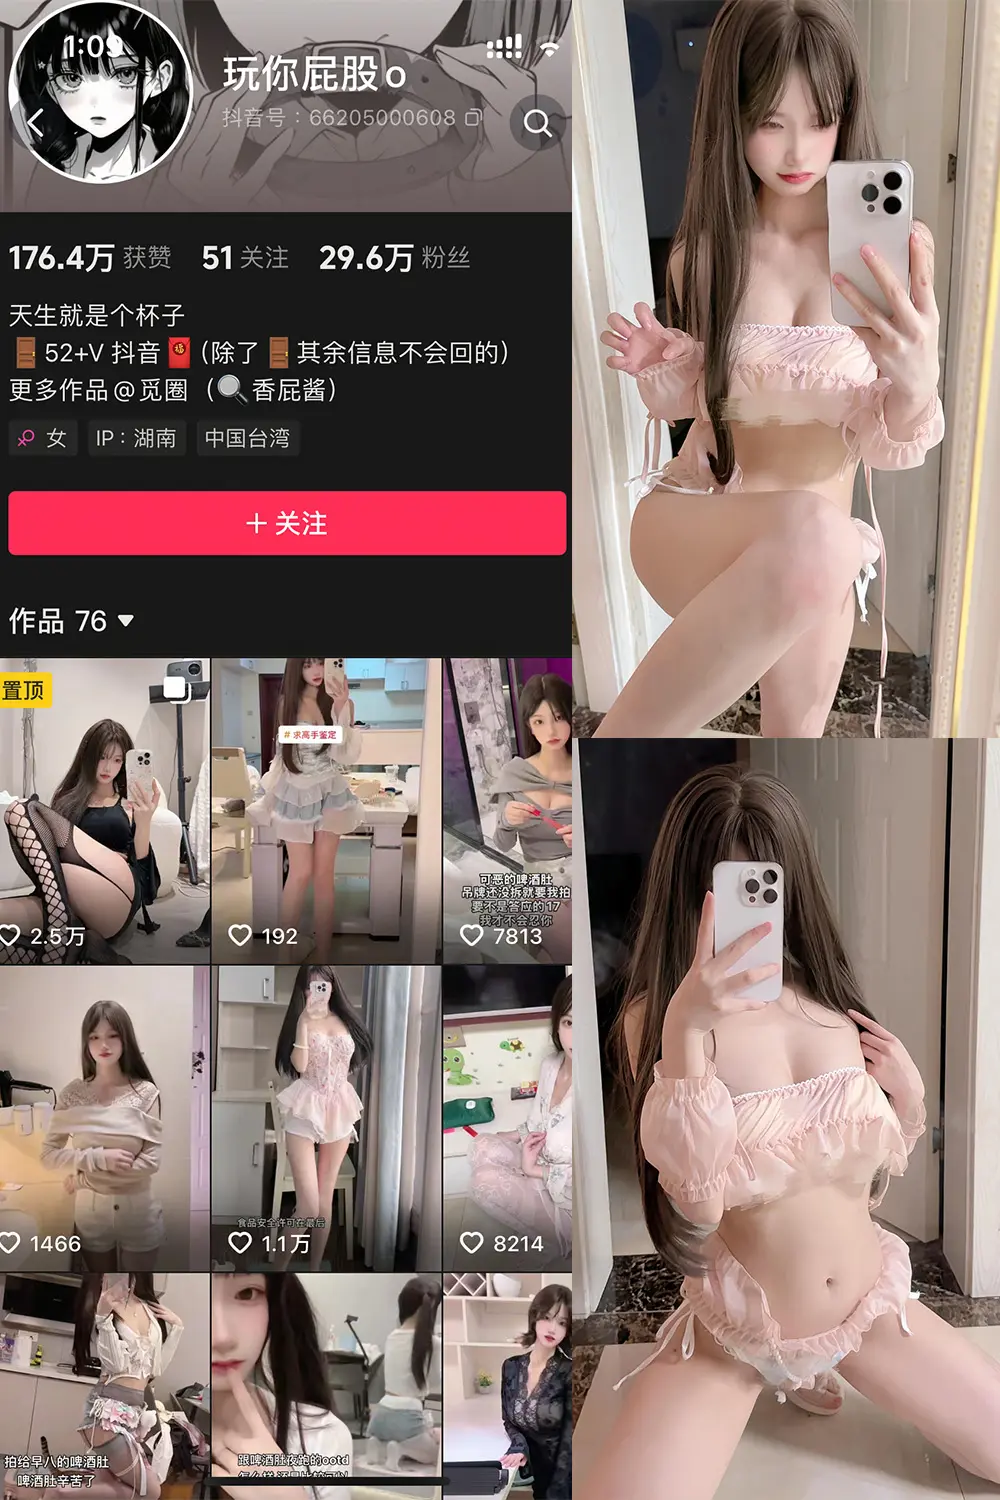 1:09
玩你屁股o
抖音号：66205000608
176.4万 获赞 51 关注 29.6万 粉丝
天生就是个杯子
🚪52+V 抖音🧧（除了🚪其余信息不会回的）
更多作品@觅圈（🔍香屁酱）
女 IP：湖南 中国台湾
＋关注
作品 76
置顶
#求高手鉴定
可恶的啤酒肚
吊牌还没拆就要我拍
要不是答应的17
我才不会忍你
2.5万 192 7813
食品安全许可在最后
1466 1.1万 8214
拍给早八的啤酒肚
啤酒肚辛苦了
跟啤酒肚夜跑的ootd